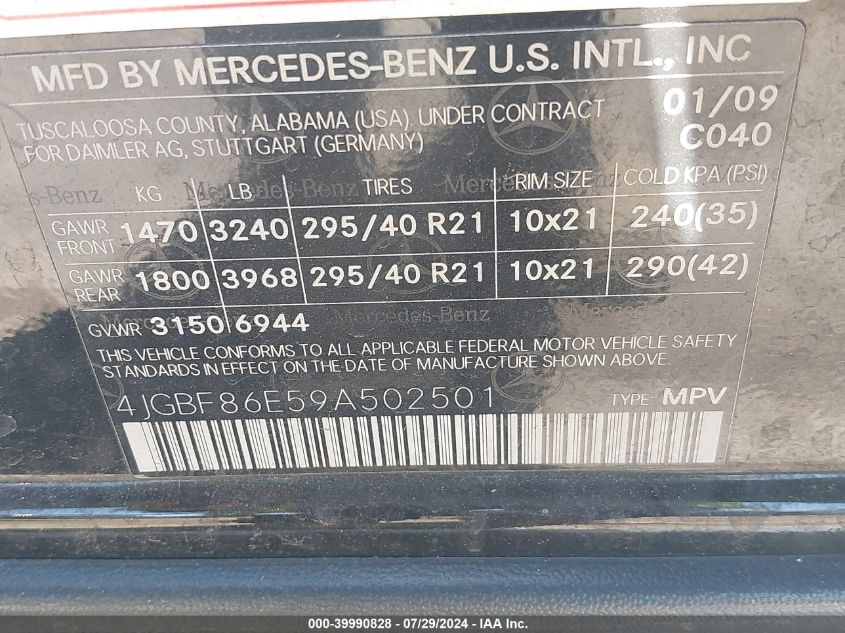 MFD BY MERCEDES-BENZ U.S. INTL., INC
TUSCALOOSA COUNTY, ALABAMA (USA). UNDER CONTRACT 01/09
FOR DAIMLER AG, STUTTGART (GERMANY) C040
KG LB TIRES RIM SIZE COLD KPA (PSI)
GAWR FRONT 1470 3240 295/40 R21 10x21 240(35)
GAWR REAR 1800 3968 295/40 R21 10x21 290(42)
GVWR 3150 6944
THIS VEHICLE CONFORMS TO ALL APPLICABLE FEDERAL MOTOR VEHICLE SAFETY
STANDARDS IN EFFECT ON THE DATE OF MANUFACTURE SHOWN ABOVE.
4JGBF86E59A502501 TYPE: MPV
000-39990828 - 07/29/2024 - IAA, Inc.